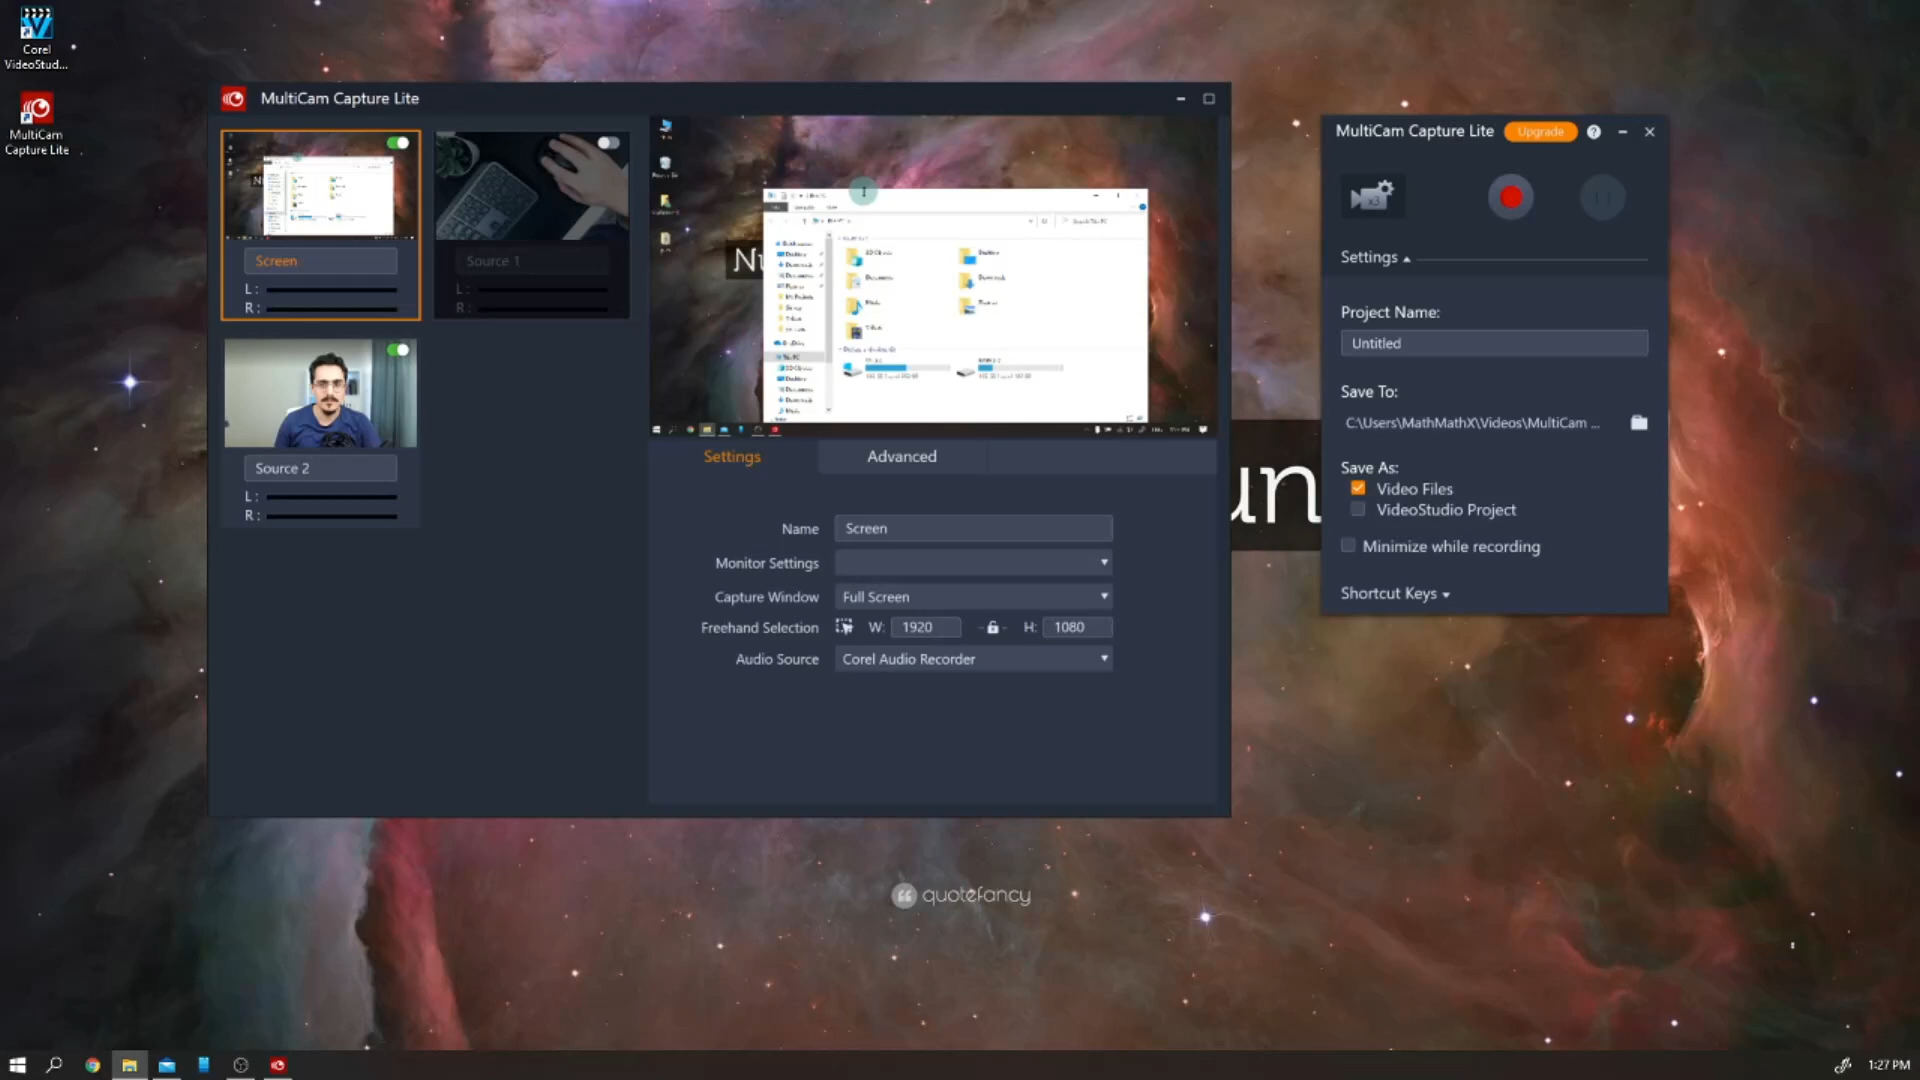 Corel
VideoStud...
MultiCam
Capture Lite
MultiCam Capture Lite
Screen
L :
R :
Source 1
L :
R :
Source 2
L :
R :
Nu
Settings
Advanced
Name
Screen
Monitor Settings
Capture Window
Full Screen
Freehand Selection
W:
1920
H:
1080
Audio Source
Corel Audio Recorder
MultiCam Capture Lite
Upgrade
?
x3
Settings
Project Name:
Untitled
Save To:
C:\Users\MathMathX\Videos\MultiCam ...
Save As:
Video Files
VideoStudio Project
Minimize while recording
Shortcut Keys
un
quotefancy
1:27 PM